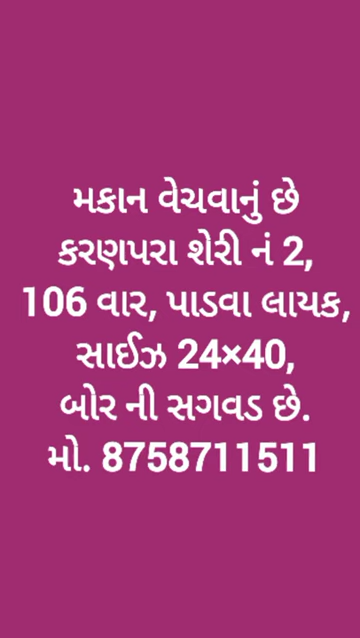 મકાન વેચવાનું છે
કરણપરા શેરી નં 2,
106 વાર, પાડવા લાયક,
સાઈઝ 24×40,
બોર ની સગવડ છે.
મો. 8758711511